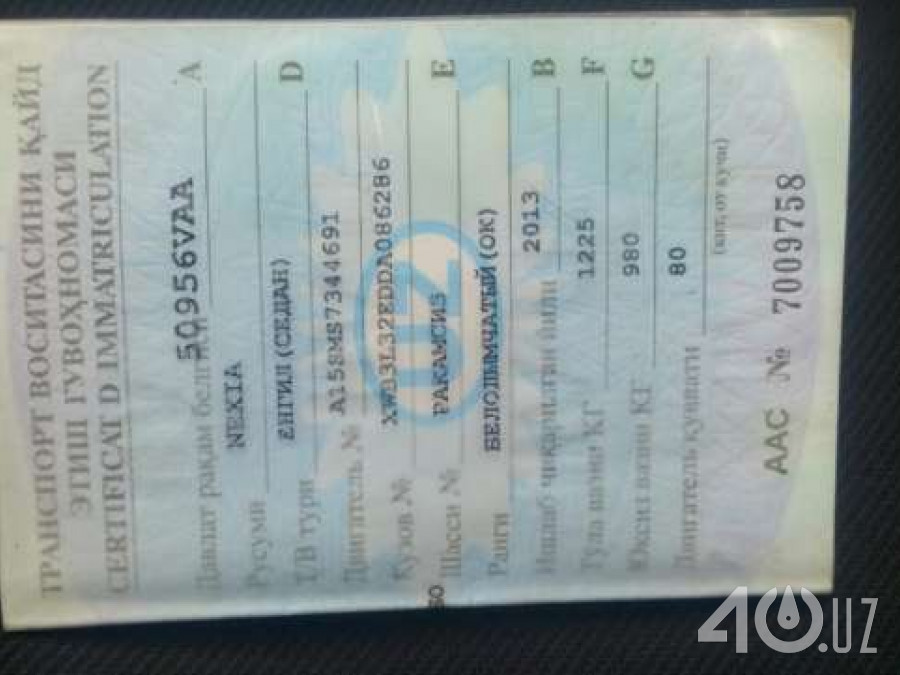 ТРАНСПОРТ ВОСИТАСИНИ ҚАЙД
ЭТИШ ГУВОҲНОМАСИ
CERTIFICAT D IMMATRICULATION
Давлат рақам белгиси 50956VAA A
Русуми NEXIA
Т/В тури ЕНГИЛ (СЕДАН) D
Двигатель № A15SMS7344691
Кузов № XWB3L32EDDA086286
Шасси № РАКАМСИЗ E
Ранги БЕЛОДЫМЧАТЫЙ (ОК)
Ишлаб чиқарилган йили 2013 B
Тўла вазни КГ 1225 F
Юксиз вазни КГ 980 G
Двигатель қуввати 80
(квт, от кучи)
ААС № 7009758
40.UZ